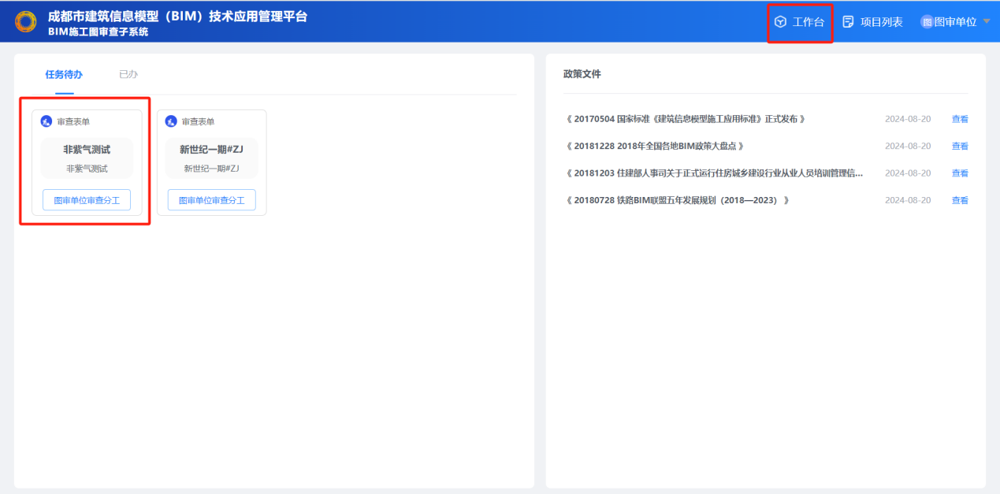 成都市建筑信息模型（BIM）技术应用管理平台
BIM施工图审查子系统
工作台
项目列表
图 图审单位
任务待办
已办
审查表单
非紫气测试
非紫气测试
图审单位审查分工
审查表单
新世纪一期#ZJ
新世纪一期#ZJ
图审单位审查分工
政策文件
《 20170504 国家标准《建筑信息模型施工应用标准》正式发布 》 2024-08-20 查看
《 20181228 2018年全国各地BIM政策大盘点 》 2024-08-20 查看
《 20181203 住建部人事司关于正式运行住房城乡建设行业从业人员培训管理信... 2024-08-20 查看
《 20180728 铁路BIM联盟五年发展规划（2018—2023） 》 2024-08-20 查看